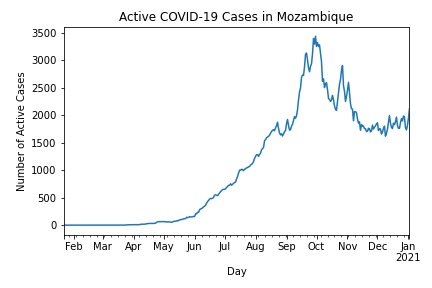 Active COVID-19 Cases in Mozambique
Number of Active Cases
3500
3000
2500
2000
1500
1000
500
0
Feb Mar Apr May Jun Jul Aug Sep Oct Nov Dec Jan
2021
Day